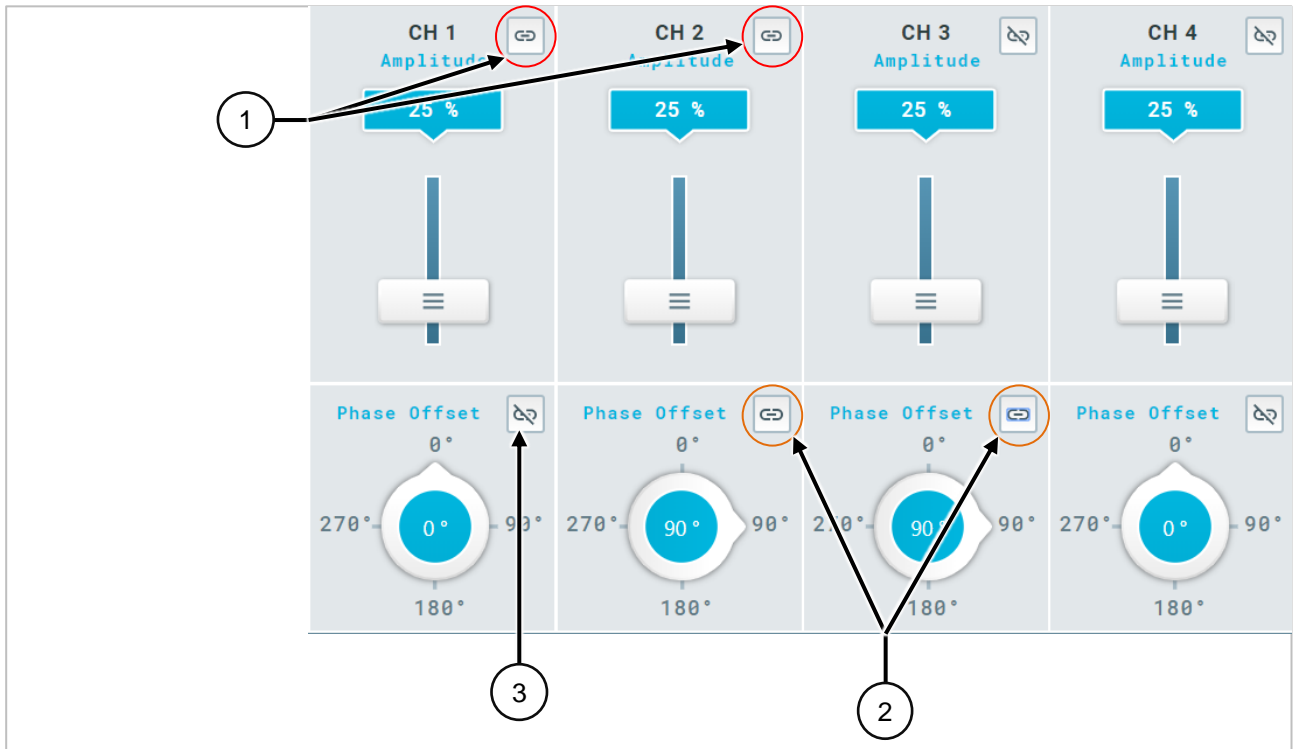 CH 1
CH 2
CH 3
CH 4
Amplitude
Amplitude
Amplitude
Amplitude
25 %
25 %
25 %
25 %
1
Phase Offset
Phase Offset
Phase Offset
Phase Offset
0°
0°
0°
0°
270°
0 °
90°
270°
90 °
90°
270°
90 °
90°
270°
0 °
90°
180°
180°
180°
180°
3
2